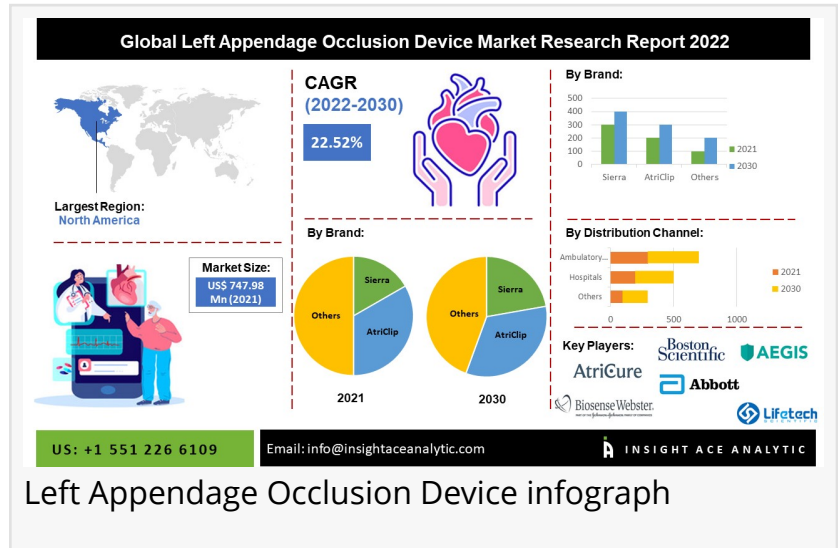 Global Left Appendage Occlusion Device Market Research Report 2022
Largest Region:
North America
CAGR
(2022-2030)
22.52%
By Brand:
500
400
300
200
100
0
Sierra
AtriClip
Others
2021
2030
Market Size:
US$ 747.98
Mn (2021)
By Brand:
Sierra
Others
AtriClip
2021
Sierra
Others
AtriClip
2030
By Distribution Channel:
Ambulatory...
Hospitals
Others
0
500
1000
2021
2030
Key Players:
Boston
Scientific
AEGIS
AtriCure
Abbott
Biosense Webster.
Lifetech
SCIENTIFIC
US: +1 551 226 6109
Email: info@insightaceanalytic.com
INSIGHT ACE ANALYTIC
Left Appendage Occlusion Device infograph